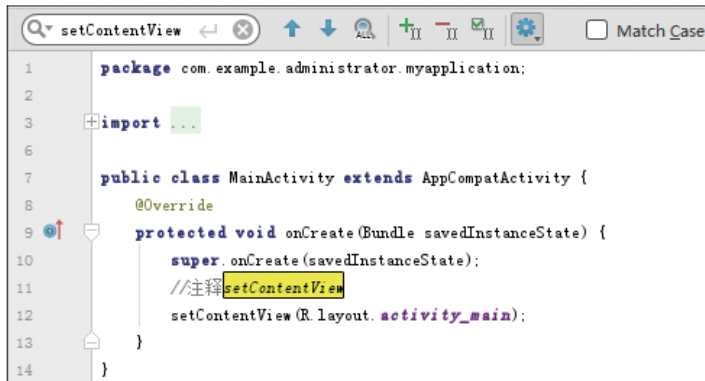 setContentView Match Case
1 package com.example.administrator.myapplication;
2
3 import ...
6
7 public class MainActivity extends AppCompatActivity {
8 @Override
9 protected void onCreate(Bundle savedInstanceState) {
10 super.onCreate(savedInstanceState);
11 //注释setContentView
12 setContentView(R.layout.activity_main);
13 }
14 }